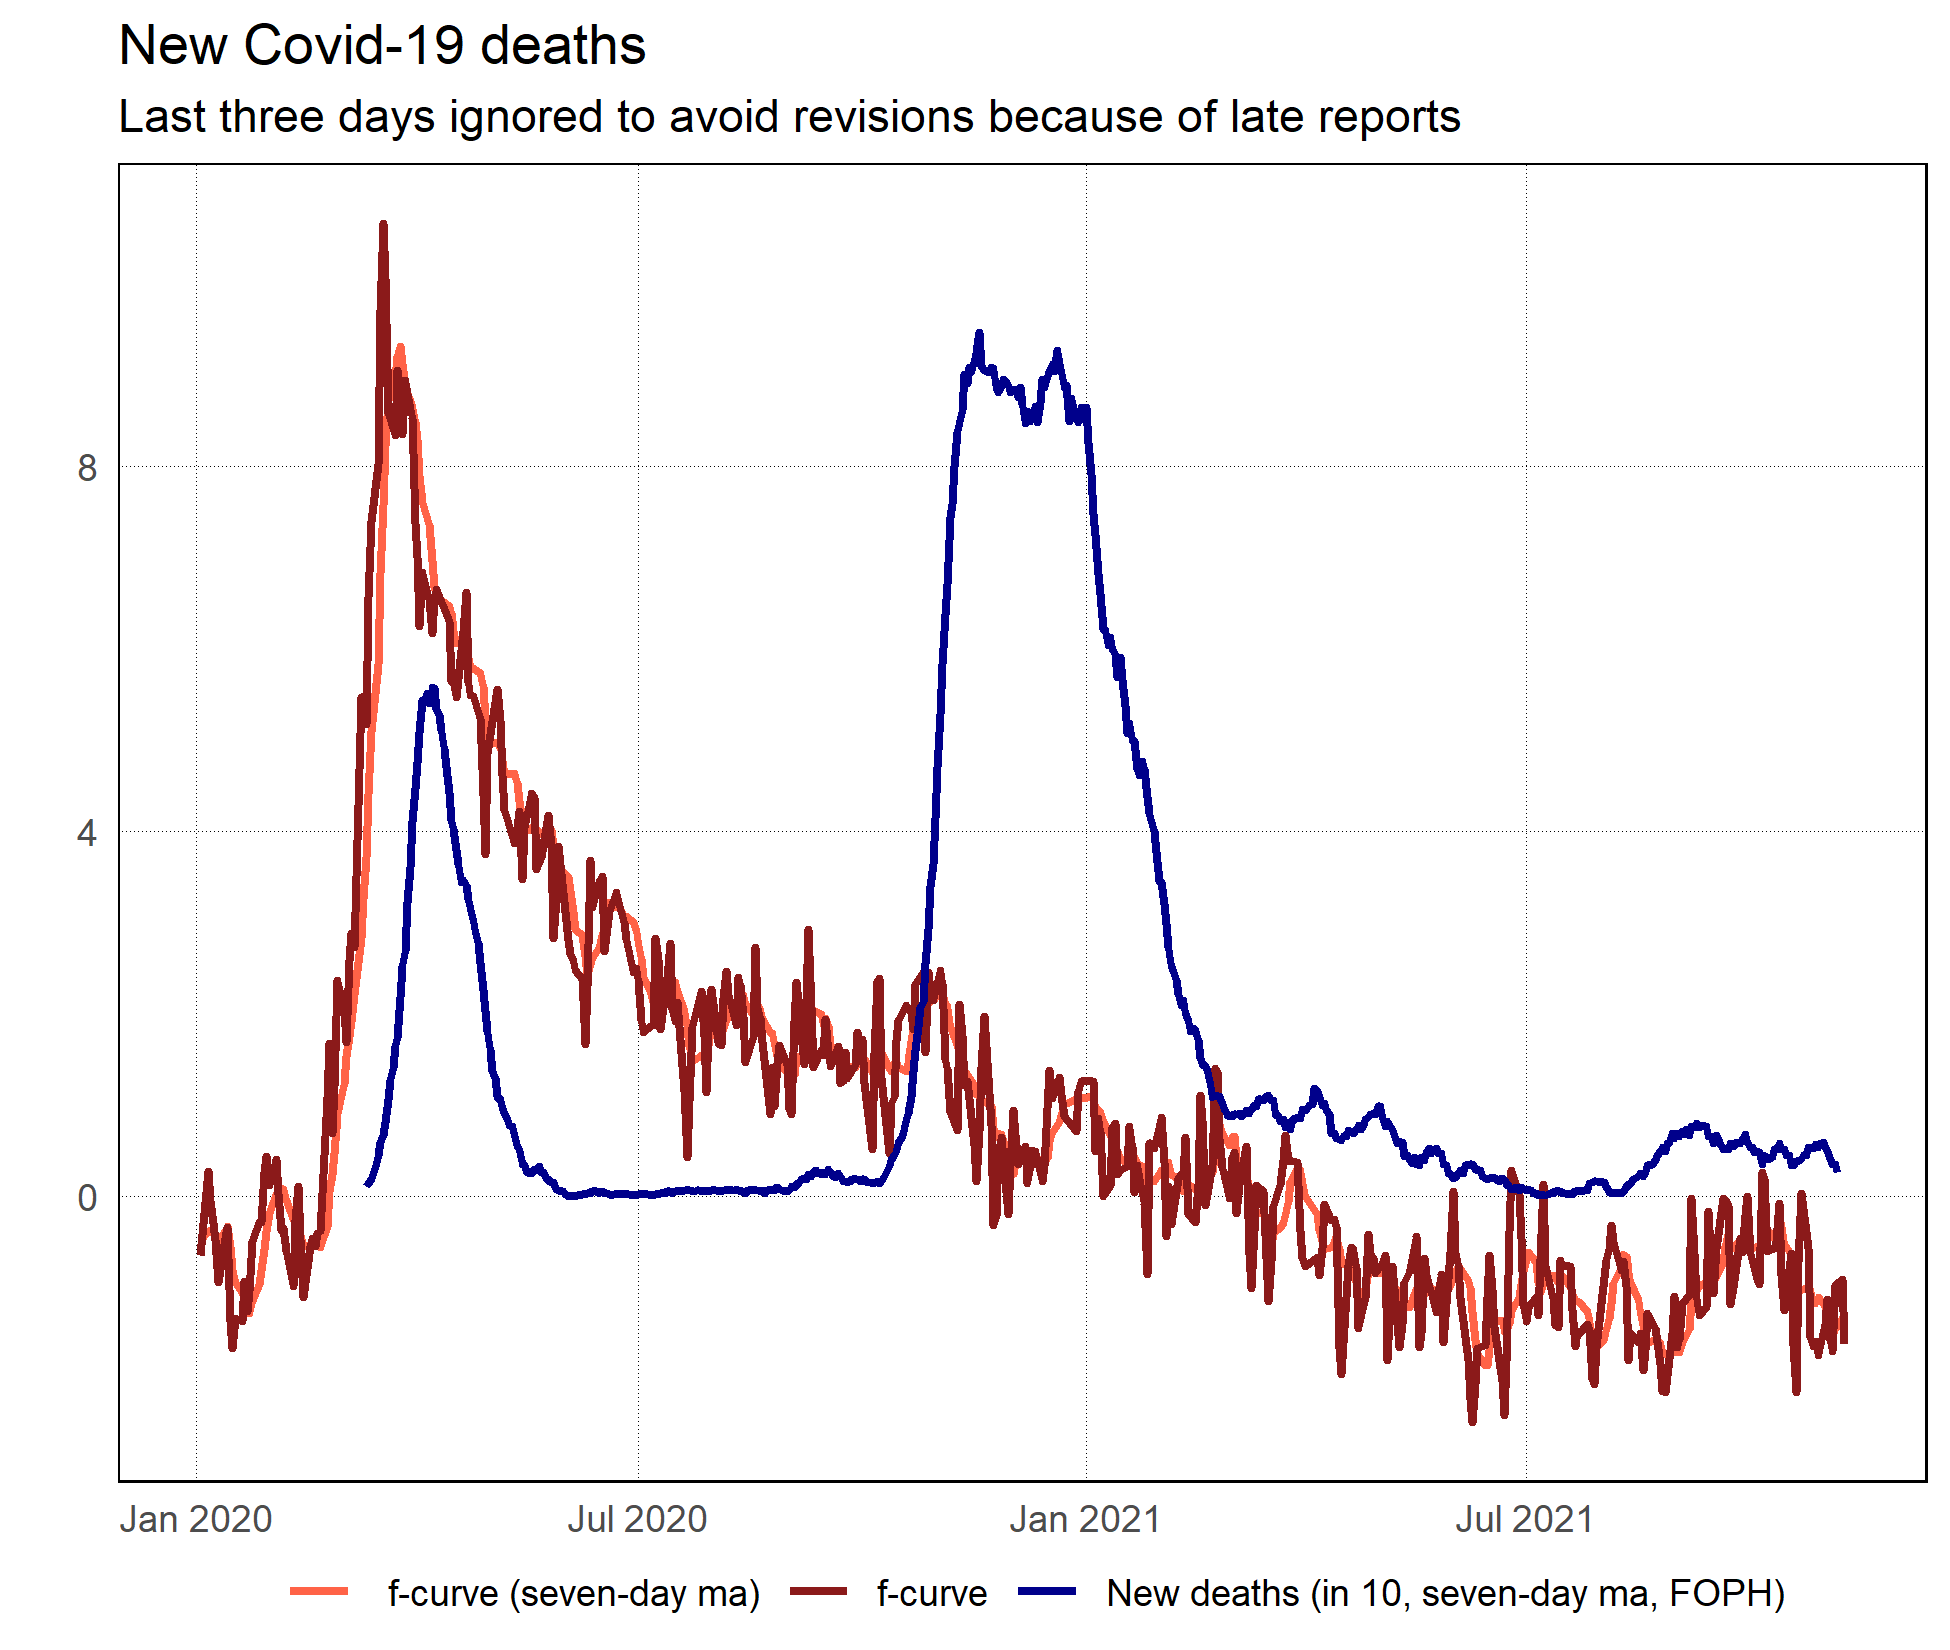 New Covid-19 deaths
Last three days ignored to avoid revisions because of late reports
8
4
0
Jan 2020 Jul 2020 Jan 2021 Jul 2021
f-curve (seven-day ma) f-curve New deaths (in 10, seven-day ma, FOPH)